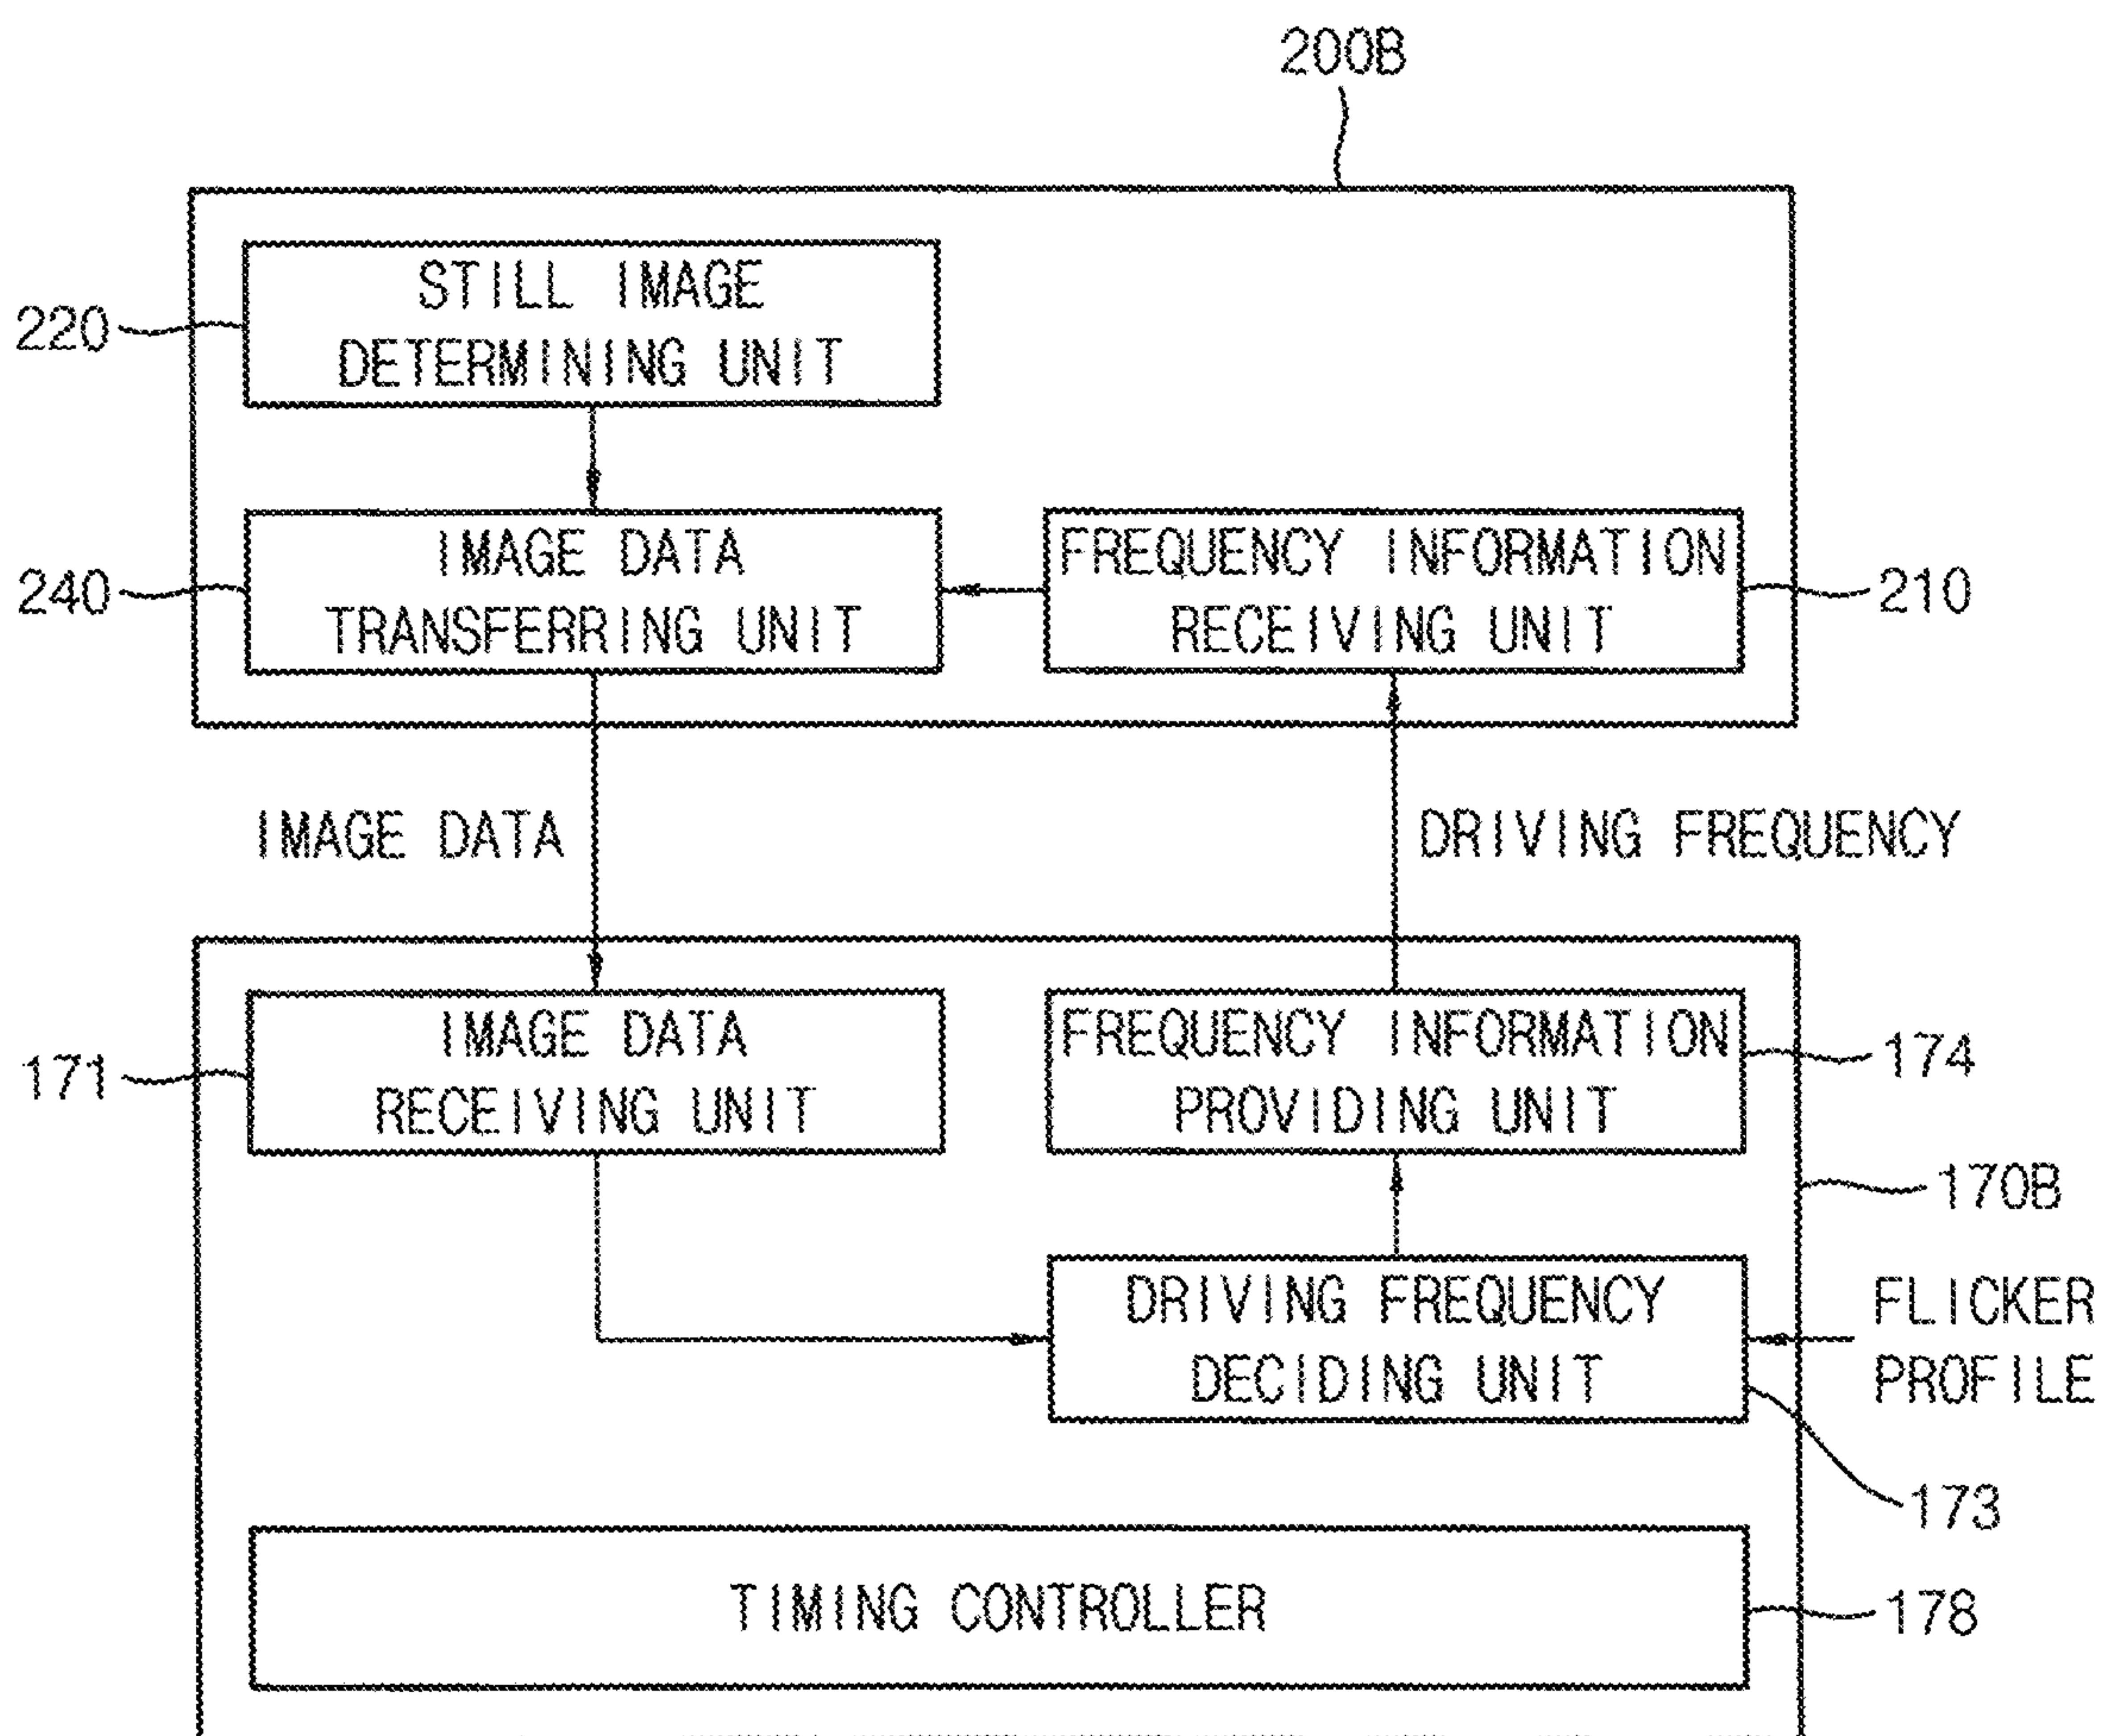 200B
STILL IMAGE
DETERMINING UNIT
220
IMAGE DATA
TRANSFERRING UNIT
240
FREQUENCY INFORMATION
RECEIVING UNIT
210
IMAGE DATA
DRIVING FREQUENCY
IMAGE DATA
RECEIVING UNIT
171
FREQUENCY INFORMATION
PROVIDING UNIT
174
170B
DRIVING FREQUENCY
DECIDING UNIT
FLICKER
PROFILE
173
TIMING CONTROLLER
178